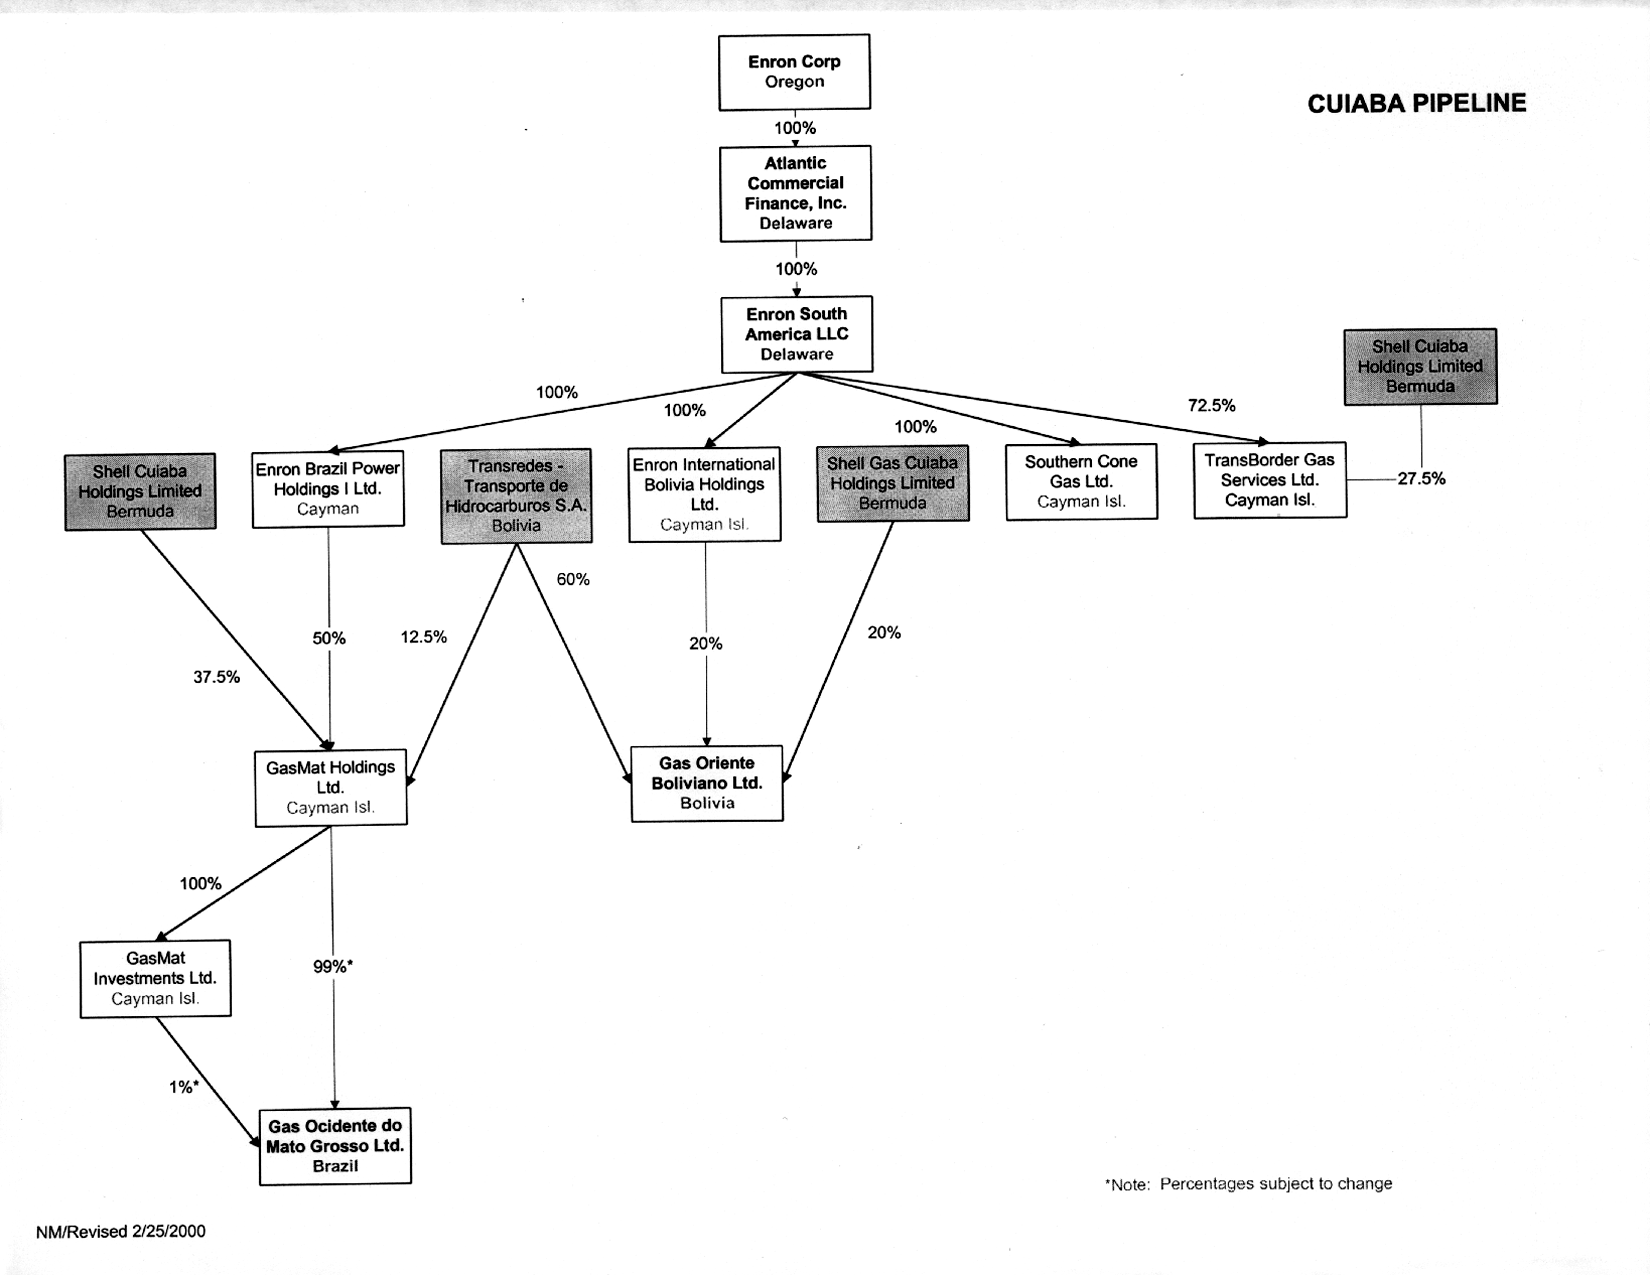 Enron Corp
Oregon
CUIABA PIPELINE
100%
Atlantic
Commercial
Finance, Inc.
Delaware
100%
Enron South
America LLC
Delaware
Shell Cuiaba
Holdings Limited
Bermuda
100%
100%
100%
72.5%
27.5%
Shell Cuiaba
Holdings Limited
Bermuda
Enron Brazil Power
Holdings I Ltd.
Cayman
Transredes -
Transporte de
Hidrocarburos S.A.
Bolivia
Enron International
Bolivia Holdings
Ltd.
Cayman Isl.
Shell Gas Cuiaba
Holdings Limited
Bermuda
Southern Cone
Gas Ltd.
Cayman Isl.
TransBorder Gas
Services Ltd.
Cayman Isl.
37.5%
50%
12.5%
60%
20%
20%
GasMat Holdings
Ltd.
Cayman Isl.
Gas Oriente
Boliviano Ltd.
Bolivia
100%
99%*
GasMat
Investments Ltd.
Cayman Isl.
1%*
Gas Ocidente do
Mato Grosso Ltd.
Brazil
*Note: Percentages subject to change
NM/Revised 2/25/2000